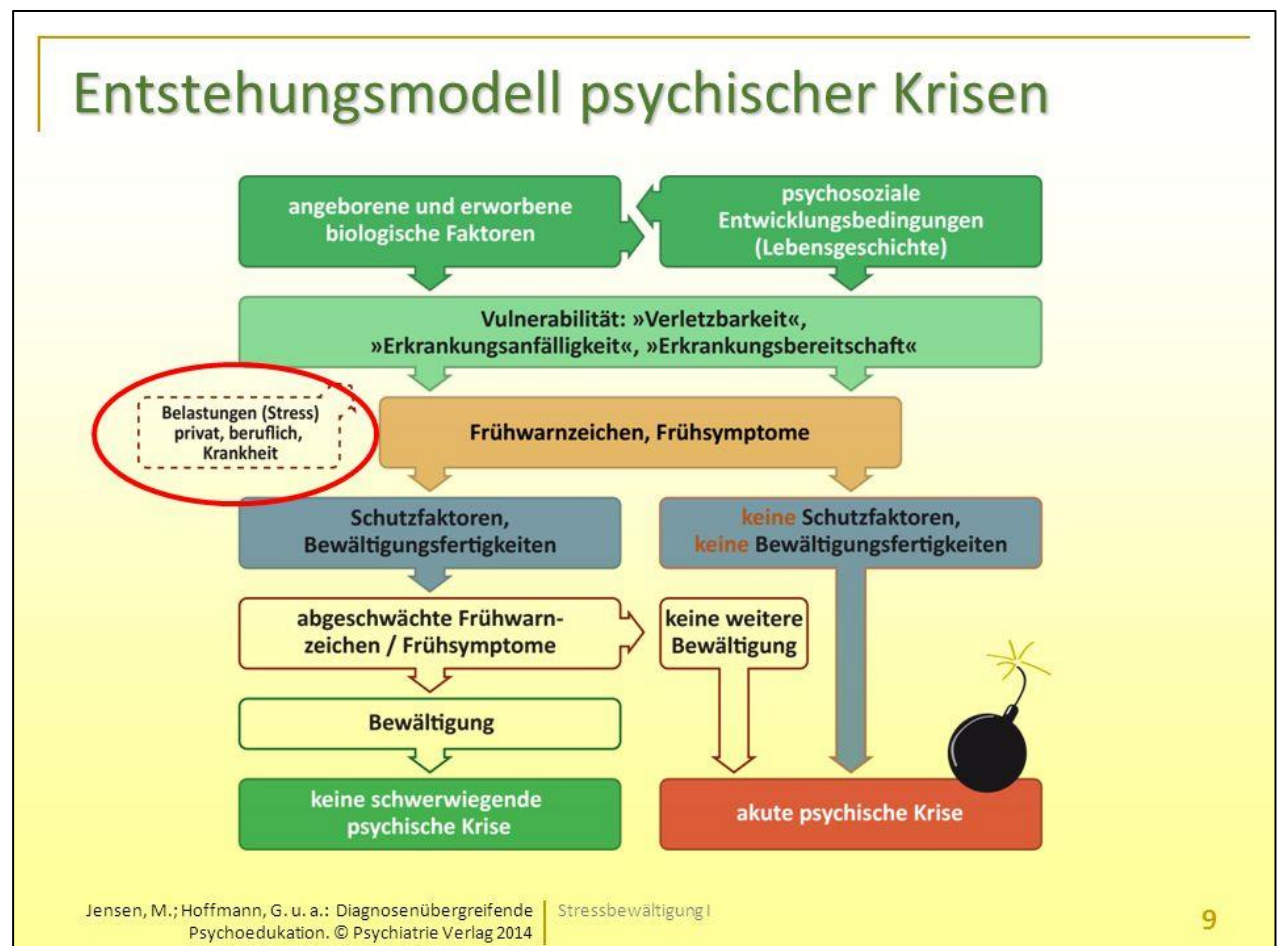 Entstehungsmodell psychischer Krisen
angeborene und erworbene
biologische Faktoren
psychosoziale
Entwicklungsbedingungen
(Lebensgeschichte)
Vulnerabilität: »Verletzbarkeit«,
»Erkrankungsanfälligkeit«, »Erkrankungsbereitschaft«
Belastungen (Stress)
privat, beruflich,
Krankheit
Frühwarnzeichen, Frühsymptome
Schutzfaktoren,
Bewältigungsfertigkeiten
keine Schutzfaktoren,
keine Bewältigungsfertigkeiten
abgeschwächte Frühwarn-
zeichen / Frühsymptome
keine weitere
Bewältigung
Bewältigung
keine schwerwiegende
psychische Krise
akute psychische Krise
Jensen, M.; Hoffmann, G. u. a.: Diagnosenübergreifende
Psychoedukation. © Psychiatrie Verlag 2014
Stressbewältigung I
9